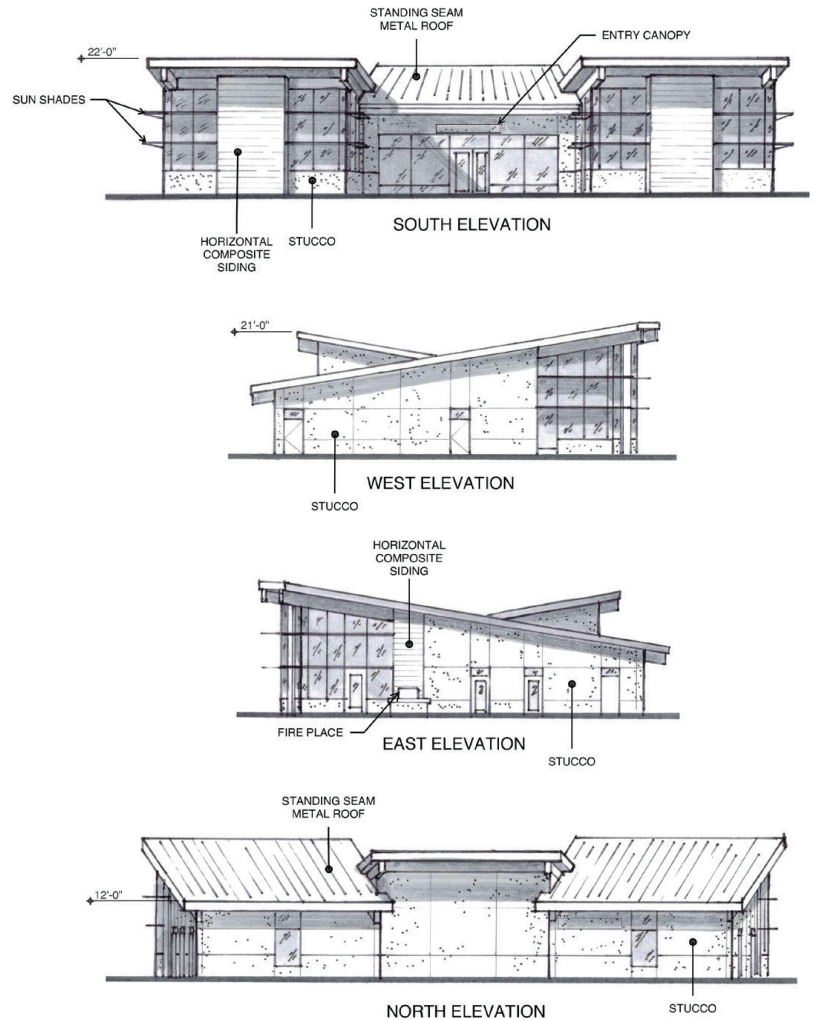 STANDING SEAM
METAL ROOF
ENTRY CANOPY
22'-0"
SUN SHADES
SOUTH ELEVATION
HORIZONTAL
COMPOSITE
SIDING
STUCCO
21'-0"
WEST ELEVATION
STUCCO
HORIZONTAL
COMPOSITE
SIDING
FIRE PLACE
EAST ELEVATION
STUCCO
STANDING SEAM
METAL ROOF
12'-0"
NORTH ELEVATION
STUCCO